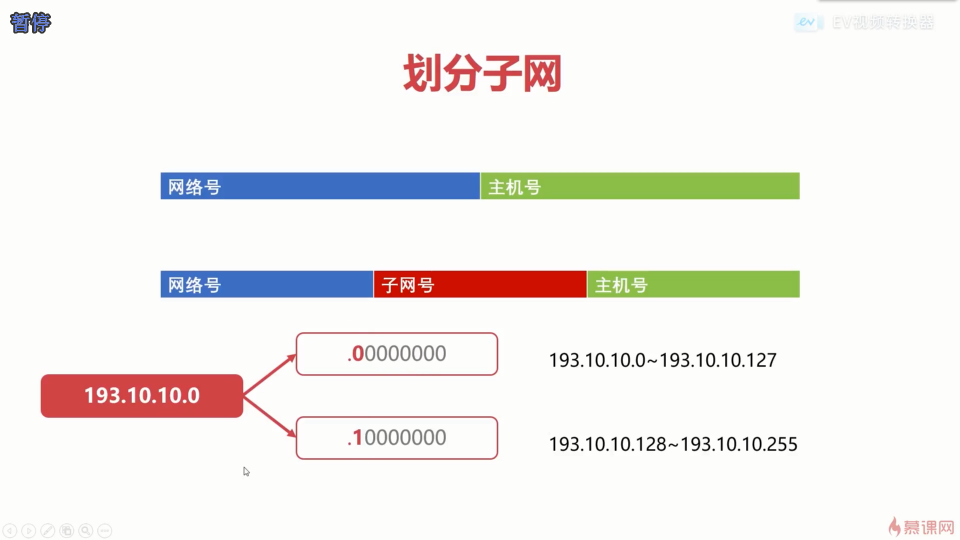 暂停
EV视频转换器
划分子网
网络号 主机号
网络号 子网号 主机号
.00000000
193.10.10.0~193.10.10.127
193.10.10.0
.10000000
193.10.10.128~193.10.10.255
慕课网